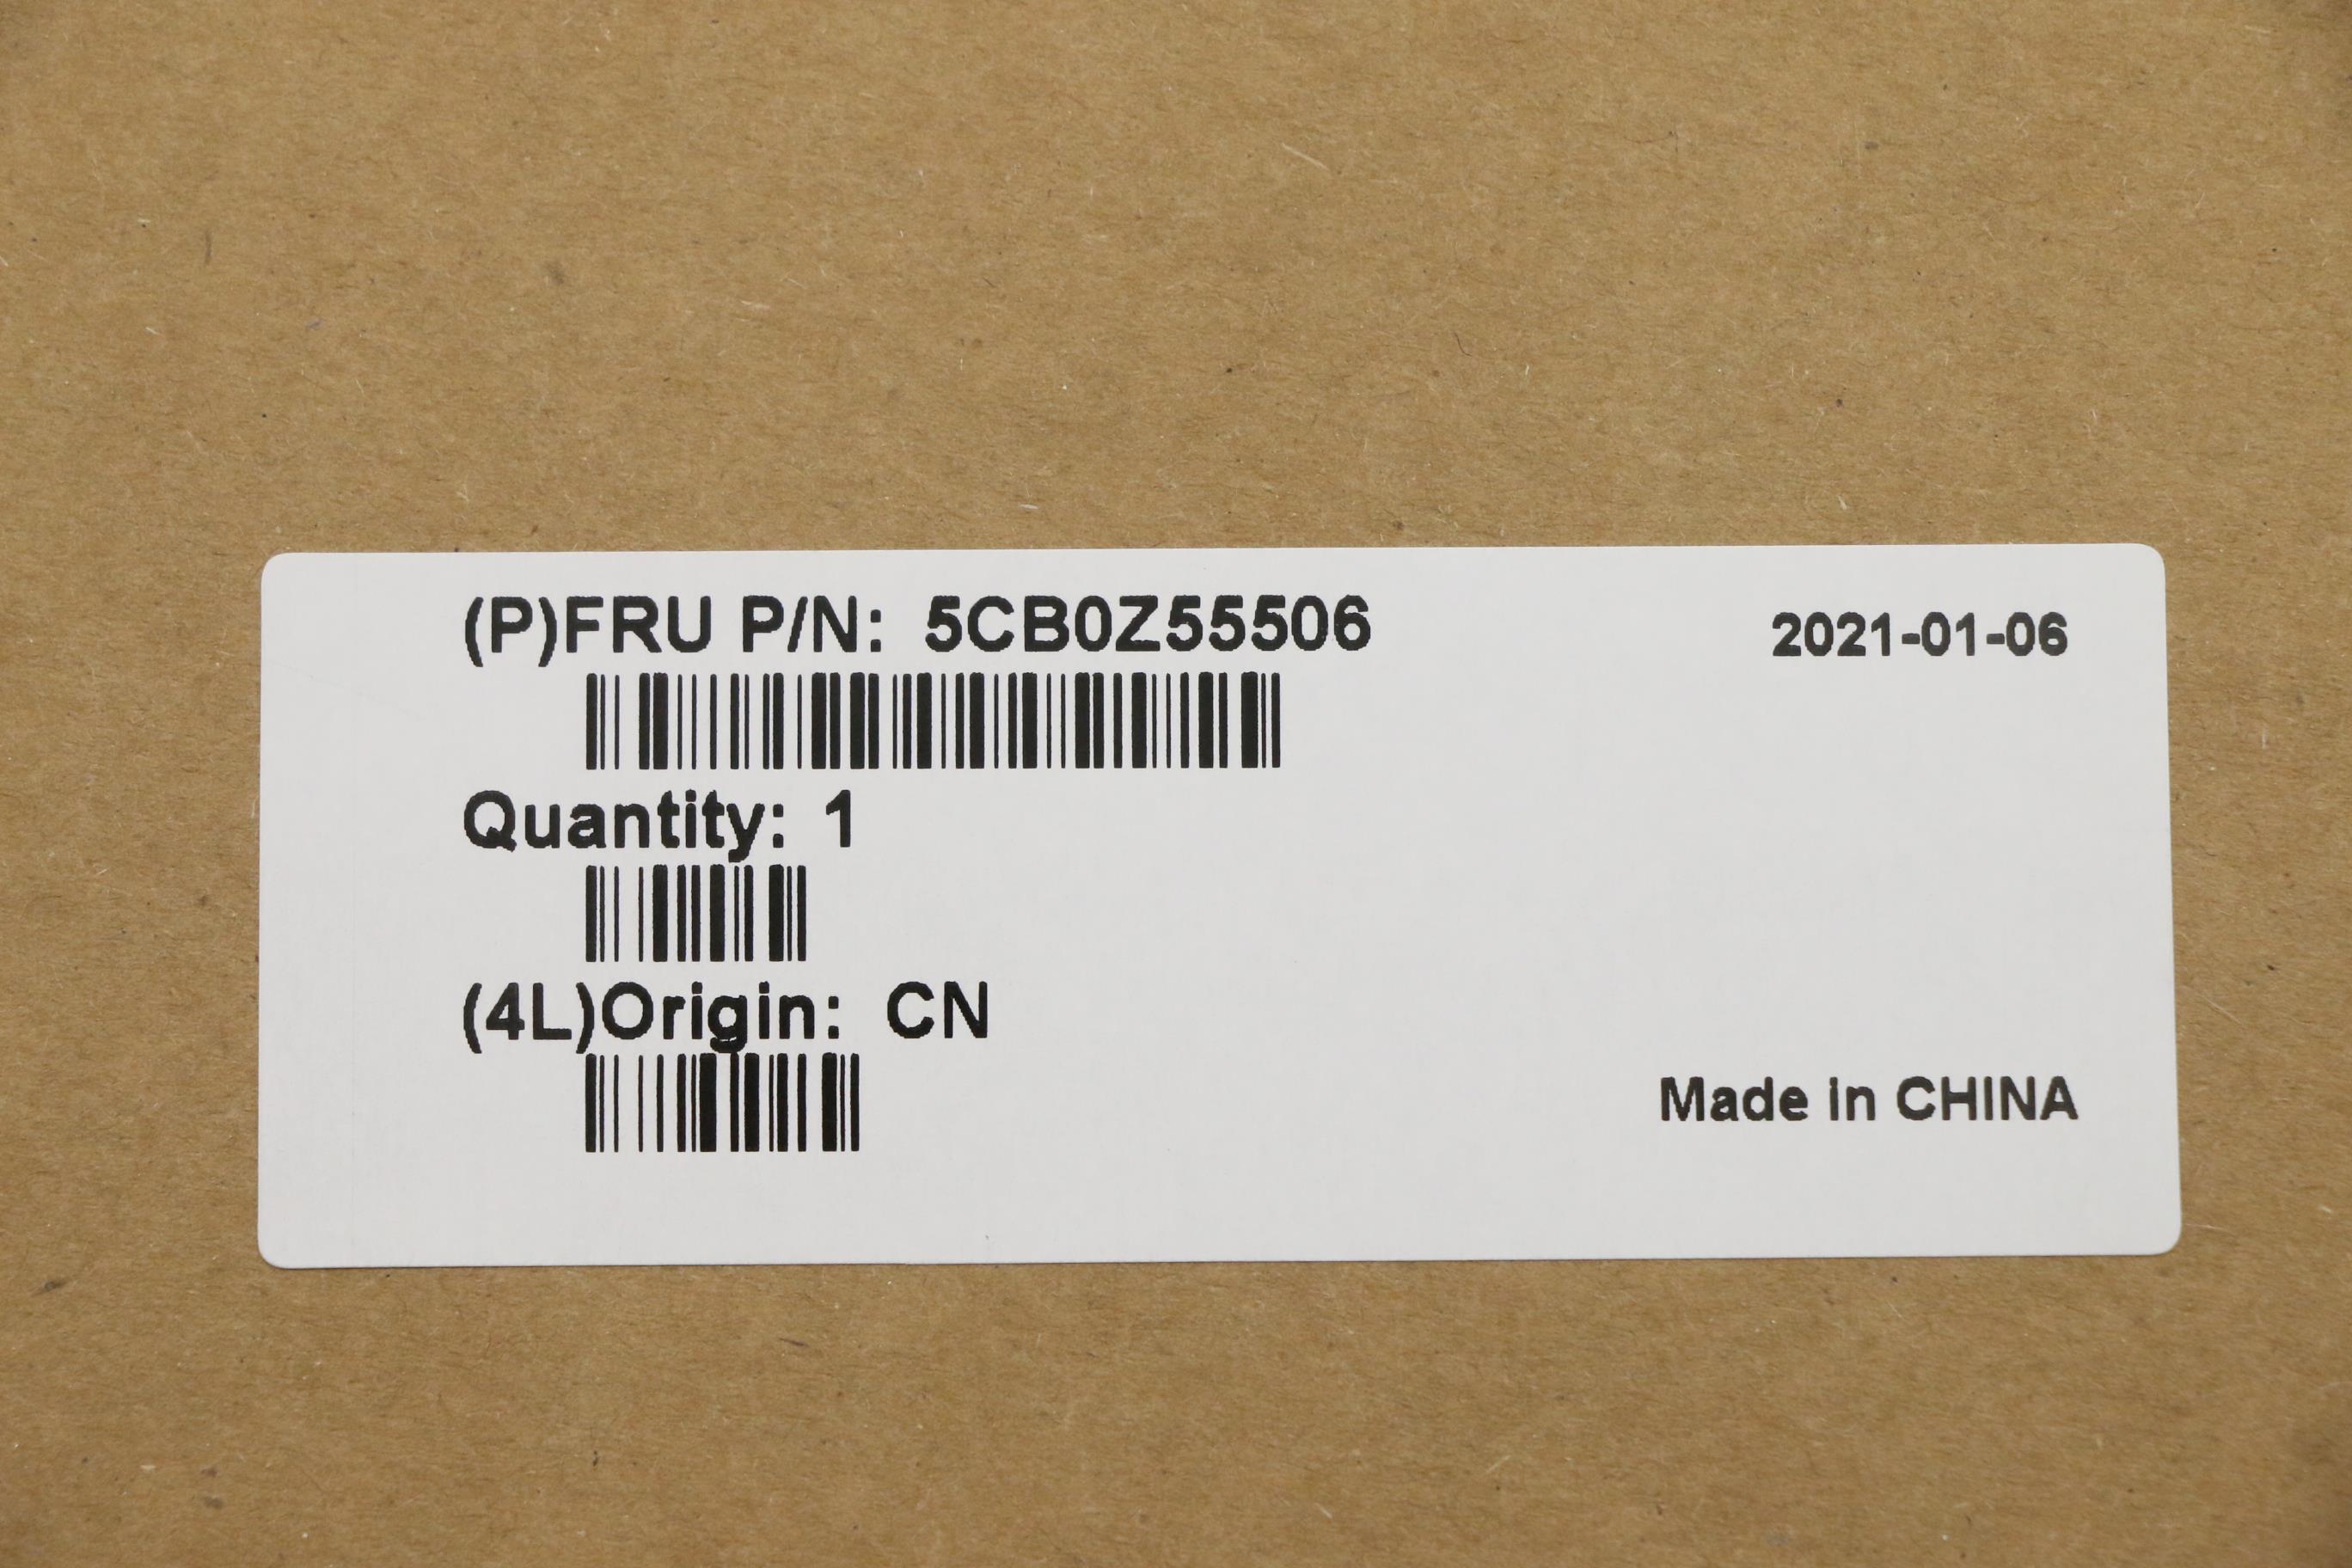 (P)FRU P/N: 5CB0Z55506
2021-01-06
Quantity: 1
(4L)Origin: CN
Made in CHINA